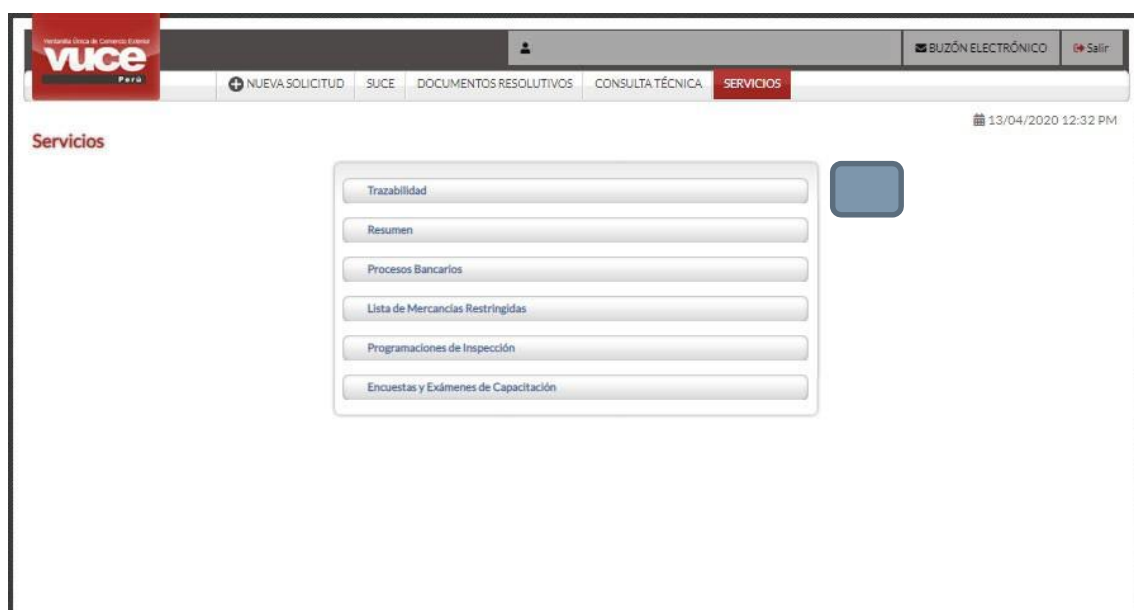 Ventanilla Única de Comercio Exterior
vuce
Perú
BUZÓN ELECTRÓNICO
Salir
NUEVA SOLICITUD SUCE DOCUMENTOS RESOLUTIVOS CONSULTA TÉCNICA SERVICIOS
13/04/2020 12:32 PM
Servicios
Trazabilidad
Resumen
Procesos Bancarios
Lista de Mercancías Restringidas
Programaciones de Inspección
Encuestas y Exámenes de Capacitación